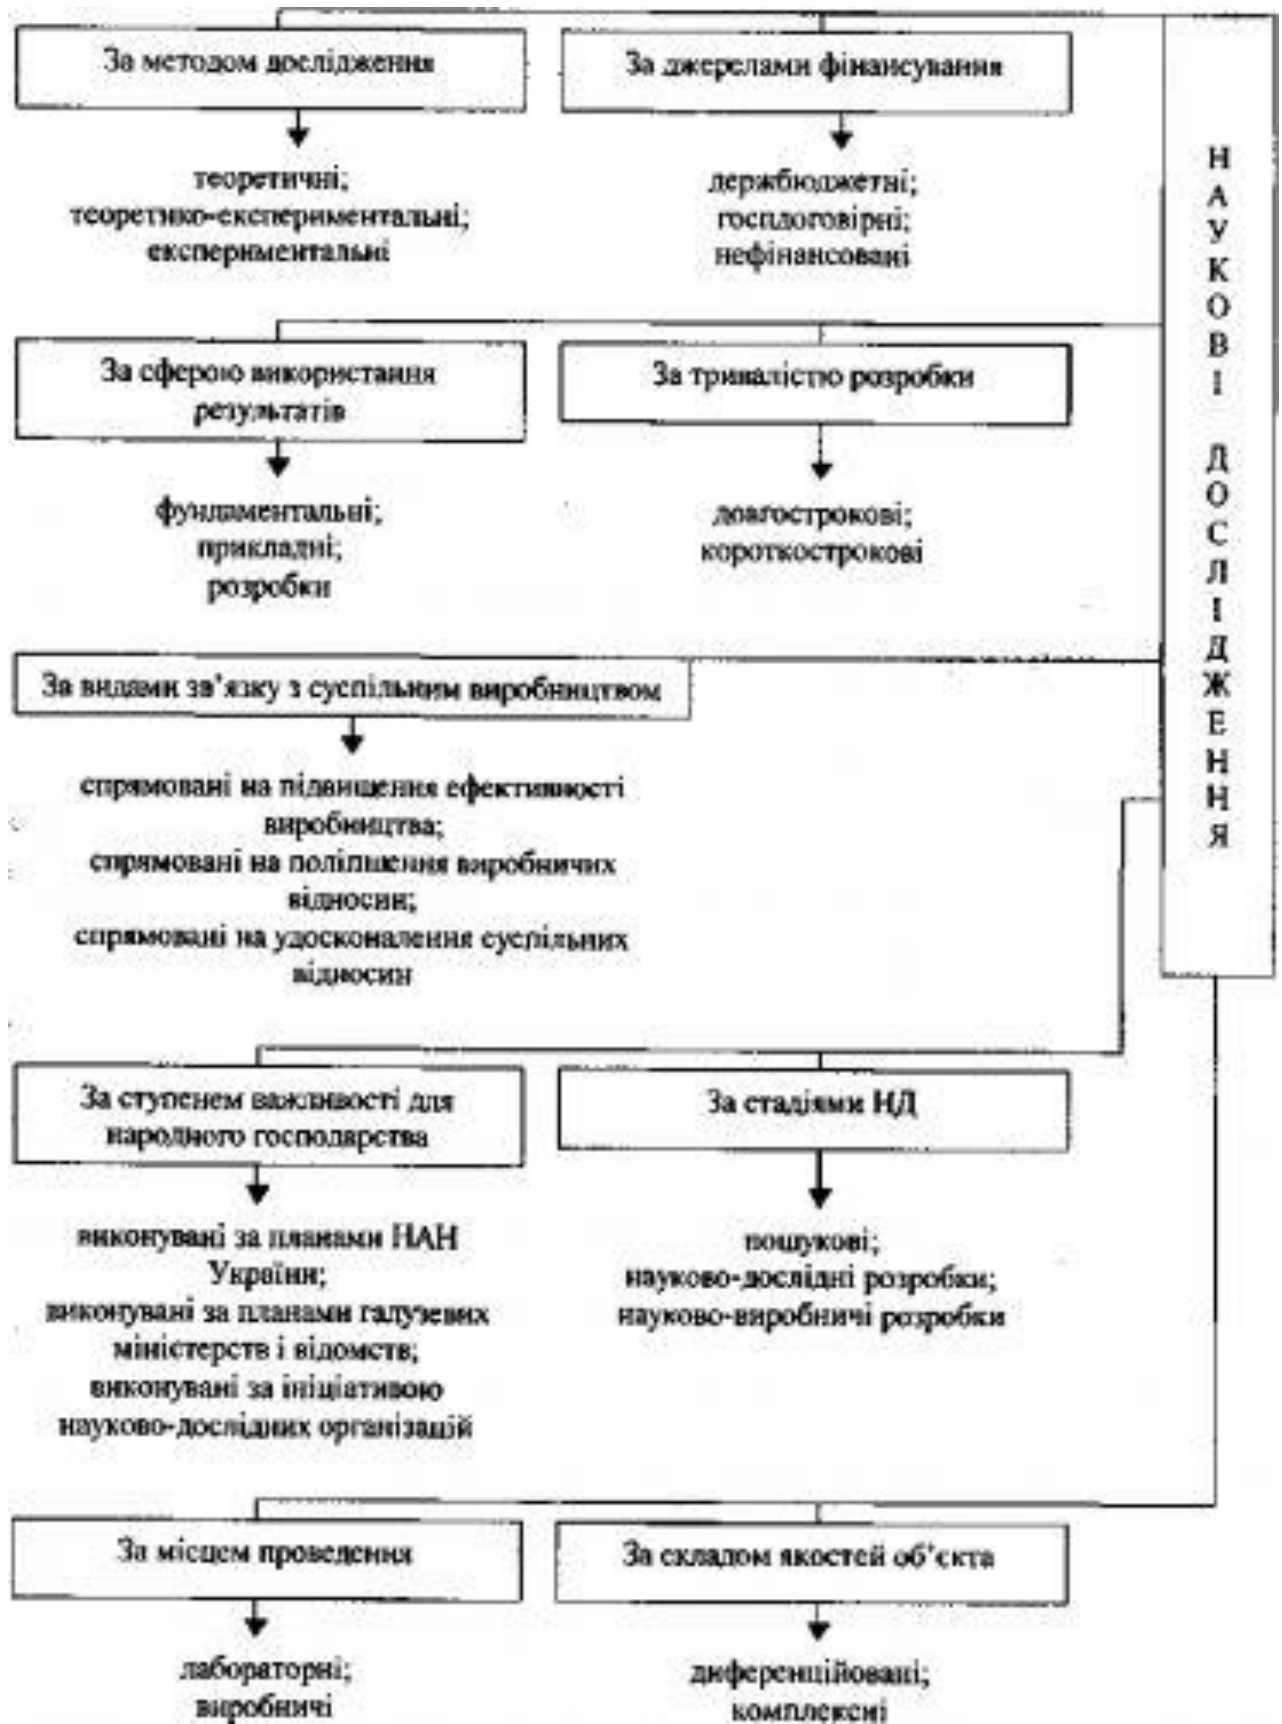 За методом дослідження
теоретичні;
теоретико-експериментальні;
експериментальні
За джерелами фінансування
держбюджетні;
госпдоговірні;
нефінансовані
За сферою використання
результатів
фундаментальні;
прикладні;
розробки
За тривалістю розробки
довгострокові;
короткострокові
За видами зв’язку з суспільним виробництвом
спрямовані на підвищення ефективності
виробництва;
спрямовані на поліпшення виробничих
відносин;
спрямовані на удосконалення суспільних
відносин
За ступенем важливості для
народного господарства
виконувані за планами НАН
України;
виконувані за планами галузевих
міністерств і відомств;
виконувані за ініціативою
науково-дослідних організацій
За стадіями НД
пошукові;
науково-дослідні розробки;
науково-виробничі розробки
За місцем проведення
лабораторні;
виробничі
За складом якостей об’єкта
диференційовані;
комплексні
НАУКОВІ ДОСЛІДЖЕННЯ